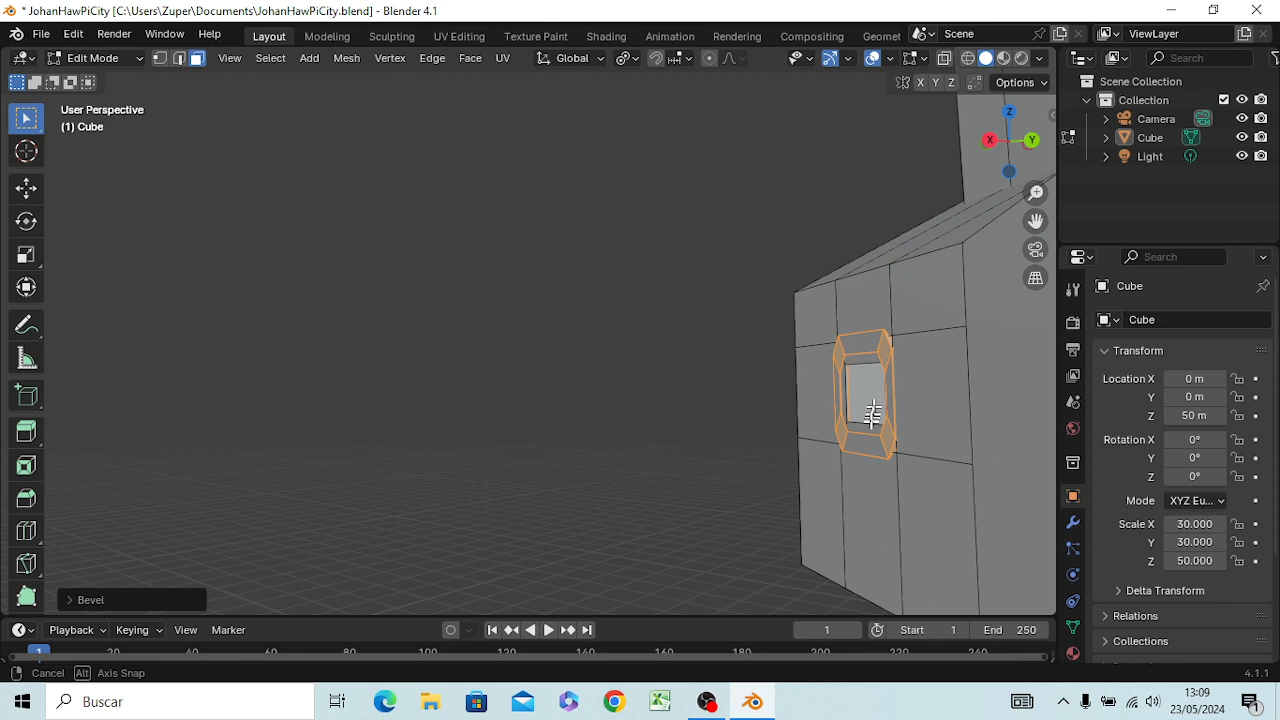 * JohanHawPiCity [C:\Users\Zuper\Documents\JohanHawPiCity.blend] - Blender 4.1
File Edit Render Window Help Layout Modeling Sculpting UV Editing Texture Paint Shading Animation Rendering Compositing Geomet Scene ViewLayer
Edit Mode View Select Add Mesh Vertex Edge Face UV Global Search
X Y Z Options
User Perspective
(1) Cube
Scene Collection
Collection
Camera
Cube
Light
Z
X Y
Search
Cube
Cube
Transform
Location X 0 m
Y 0 m
Z 50 m
Rotation X 0°
Y 0°
Z 0°
Mode XYZ Eu...
Scale X 30.000
Y 30.000
Z 50.000
Delta Transform
Relations
Collections
Bevel
Playback Keying View Marker 1 Start 1 End 250
1 20 40 60 80 100 120 140 160 180 200 220 240
Cancel Alt Axis Snap 4.1.1
Buscar
13:09
23/05/2024
1